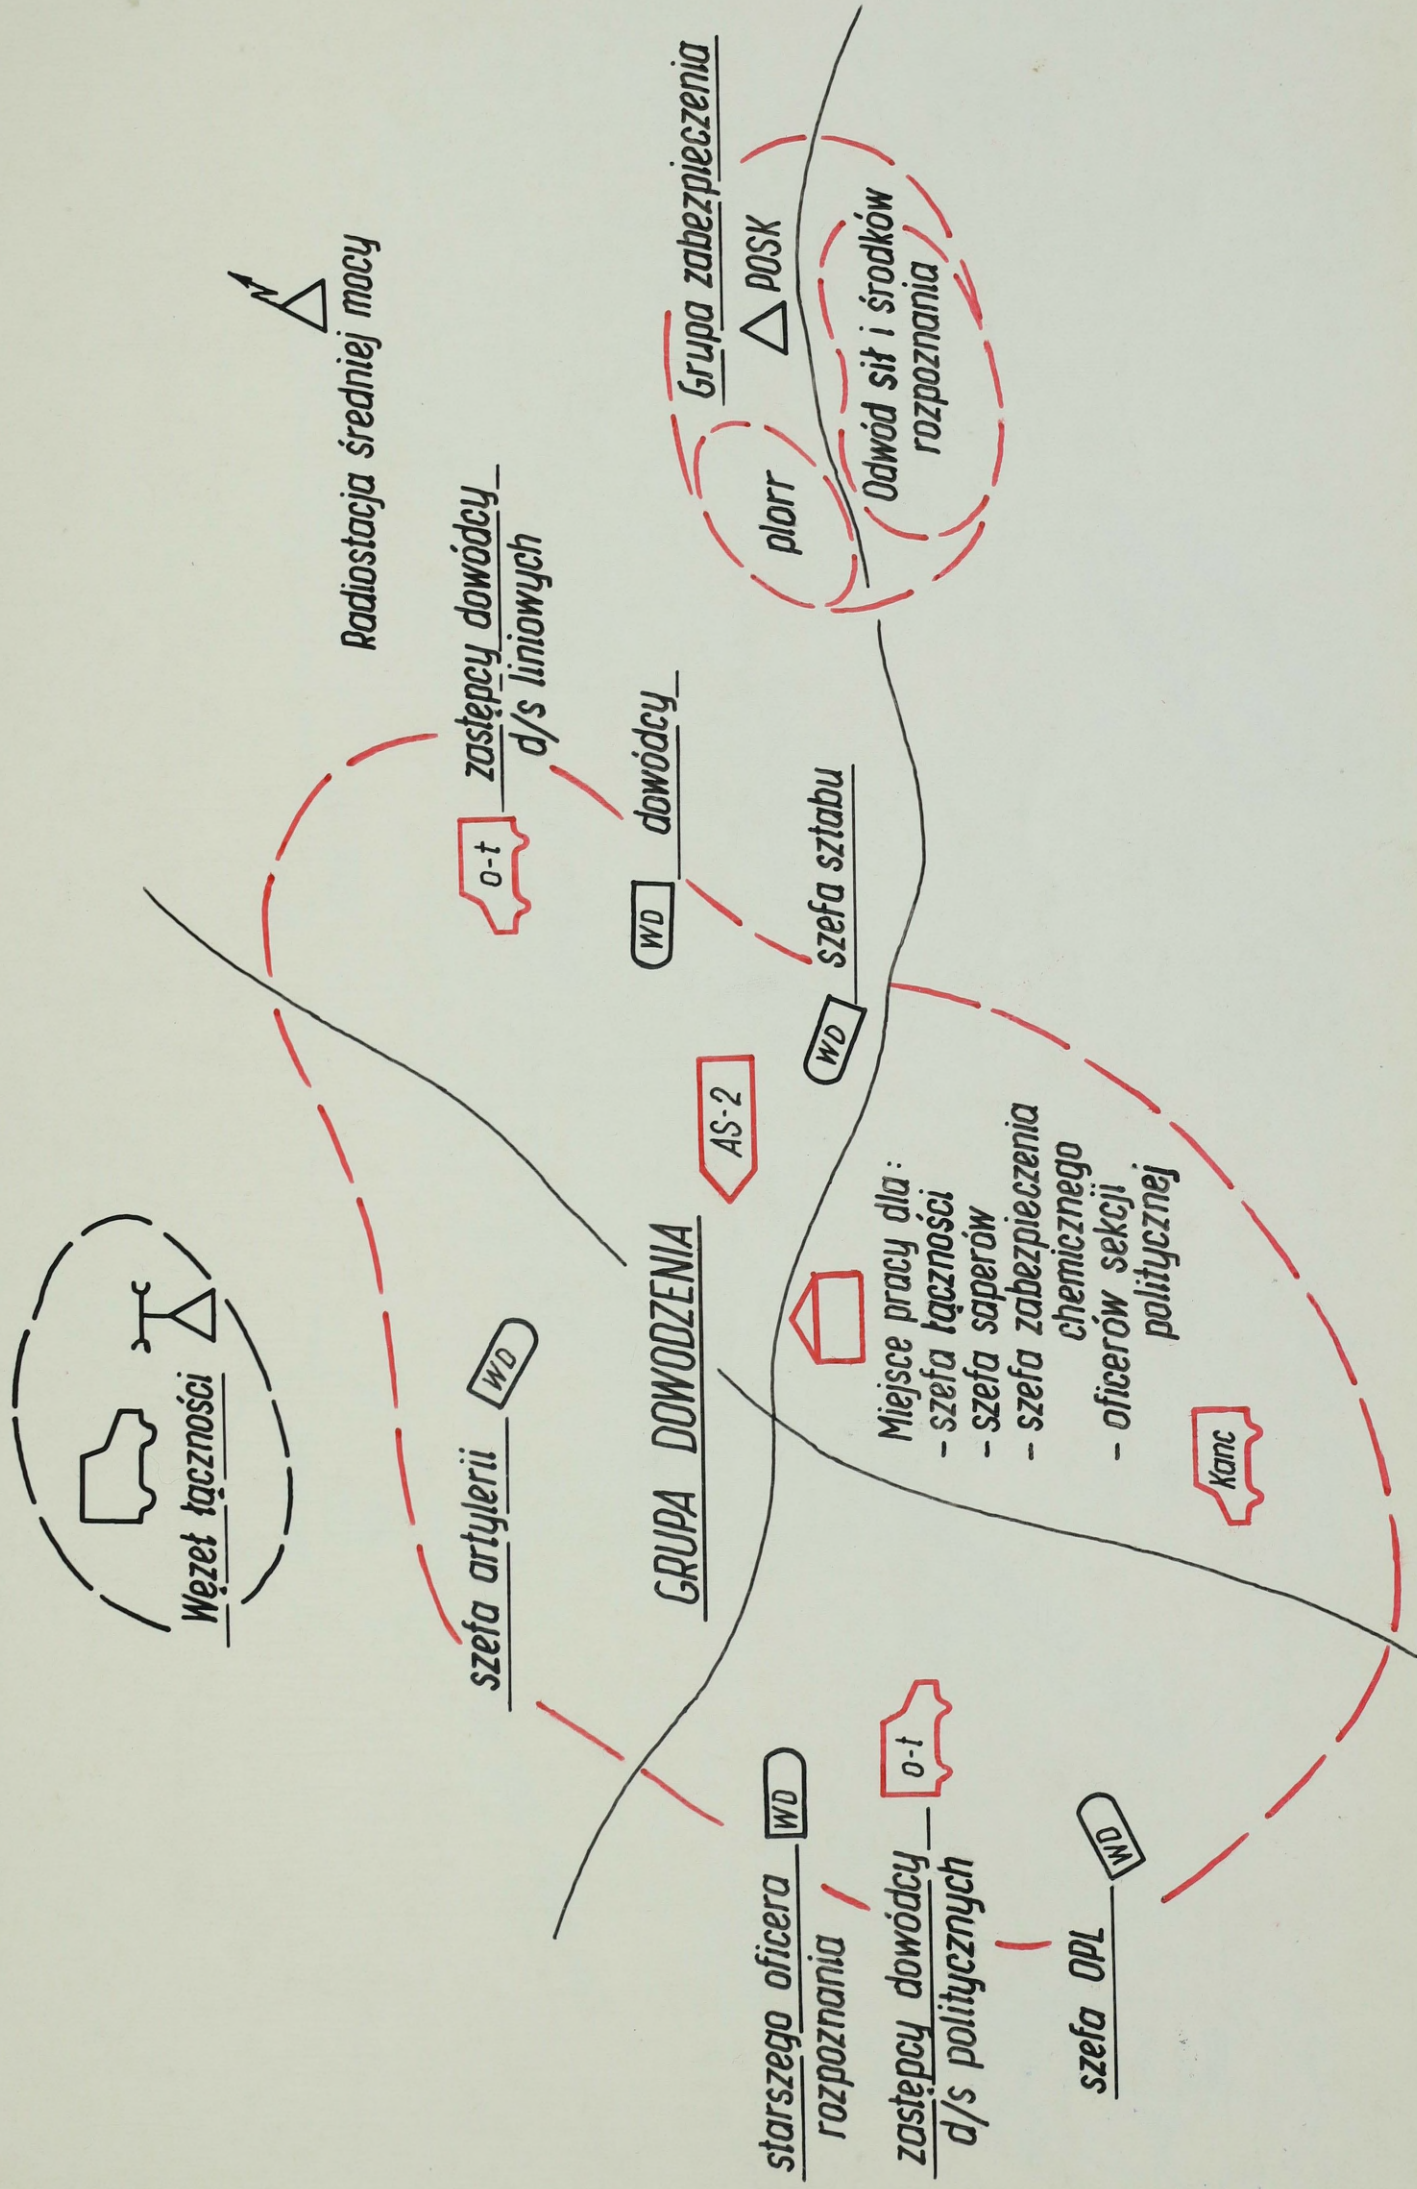 Węzeł łączności
Radiostacja średniej mocy
szefa artylerii
WD
o-t
zastępcy dowódcy
d/s liniowych
WD
dowódcy
GRUPA DOWODZENIA
AS-2
Grupa zabezpieczenia
POSK
plorr
Odwód sił i środków
rozpoznania
WD
szefa sztabu
starszego oficera
rozpoznania
WD
zastępcy dowódcy
d/s politycznych
o-t
Miejsce pracy dla:
- szefa łączności
- szefa saperów
- szefa zabezpieczenia
chemicznego
- oficerów sekcji
politycznej
szefa OPL
WD
Kanc